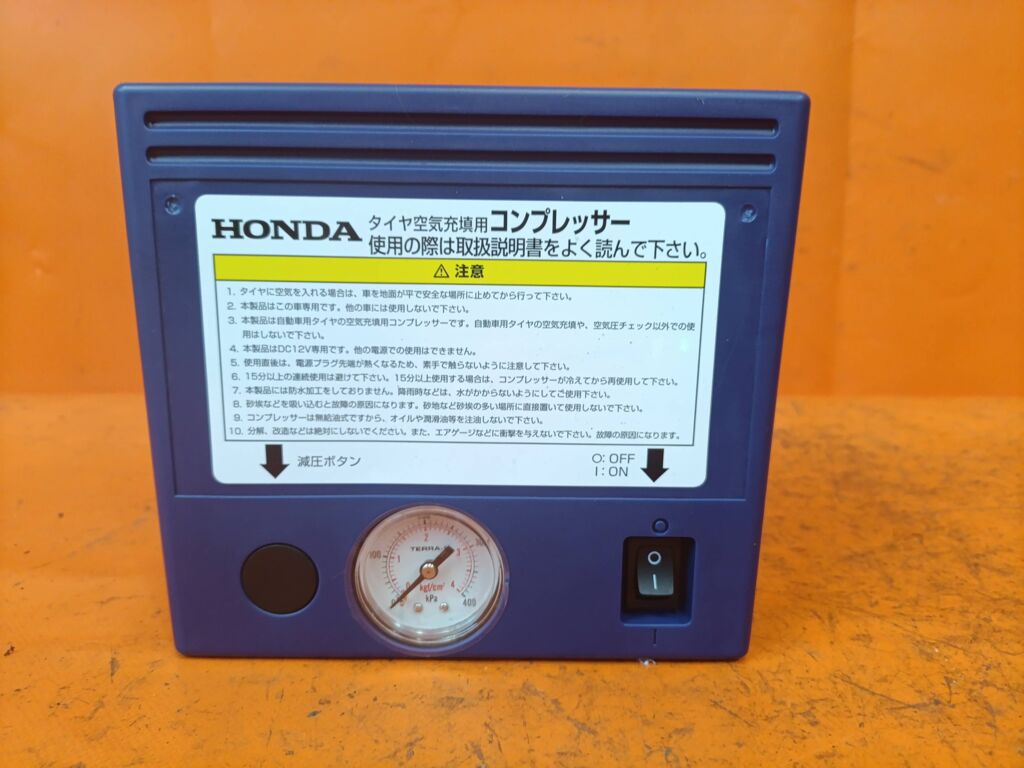 HONDA タイヤ空気充填用コンプレッサー
使用の際は取扱説明書をよく読んで下さい。
⚠ 注意
1. タイヤに空気を入れる場合は、車を地面が平で安全な場所に止めてから行って下さい。
2. 本製品はこの車専用です。他の車には使用しないで下さい。
3. 本製品は自動車用タイヤの空気充填用コンプレッサーです。自動車用タイヤの空気充填や、空気圧チェック以外での使
用はしないで下さい。
4. 本製品はDC12V専用です。他の電源での使用はできません。
5. 使用直後は、電源プラグ先端が熱くなるため、素手で触らないように注意して下さい。
6. 15分以上の連続使用は避けて下さい。15分以上使用する場合は、コンプレッサーが冷えてから再使用して下さい。
7. 本製品には防水加工をしておりません。降雨時などは、水がかからないようにしてご使用下さい。
8. 砂埃などを吸い込むと故障の原因になります。砂地など砂埃の多い場所に直接置いて使用しないで下さい。
9. コンプレッサーは無給油式ですから、オイルや潤滑油等を注油しないで下さい。
10. 分解、改造などは絶対にしないでください。また、エアゲージなどに衝撃を与えないで下さい。故障の原因になります。
減圧ボタン
O: OFF
I: ON
2
TERRA-
100
1
3
0
kgf/cm²
4
kPa
400